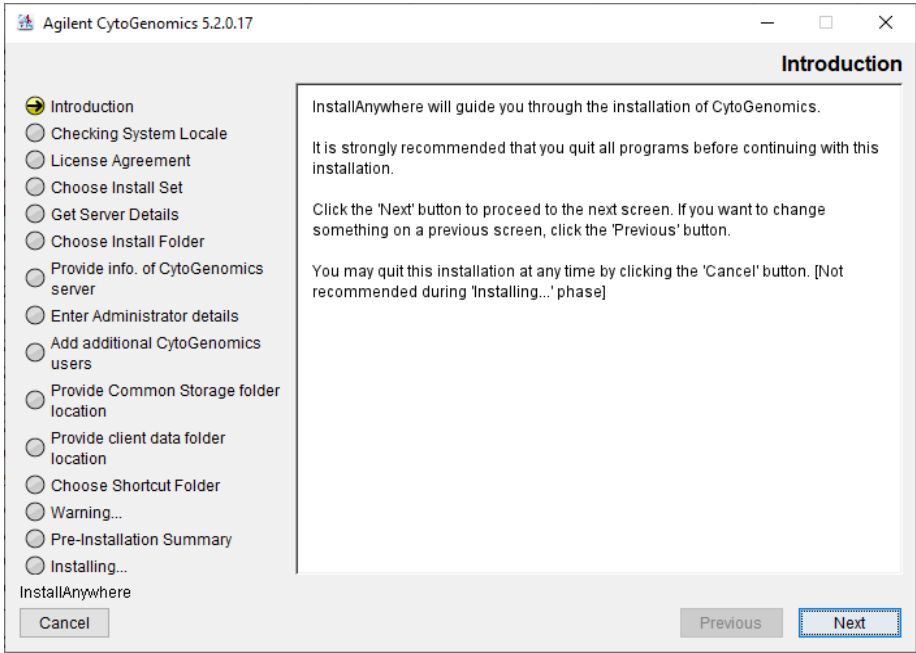 Agilent CytoGenomics 5.2.0.17
Introduction
Introduction
Checking System Locale
License Agreement
Choose Install Set
Get Server Details
Choose Install Folder
Provide info. of CytoGenomics
server
Enter Administrator details
Add additional CytoGenomics
users
Provide Common Storage folder
location
Provide client data folder
location
Choose Shortcut Folder
Warning...
Pre-Installation Summary
Installing...
InstallAnywhere will guide you through the installation of CytoGenomics.
It is strongly recommended that you quit all programs before continuing with this
installation.
Click the 'Next' button to proceed to the next screen. If you want to change
something on a previous screen, click the 'Previous' button.
You may quit this installation at any time by clicking the 'Cancel' button. [Not
recommended during 'Installing...' phase]
InstallAnywhere
Cancel
Previous
Next